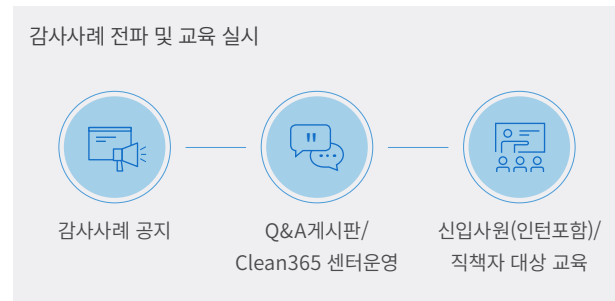 감사사례 전파 및 교육 실시
감사사례 공지
Q&A게시판/
Clean365 센터운영
신입사원(인턴포함)/
직책자 대상 교육